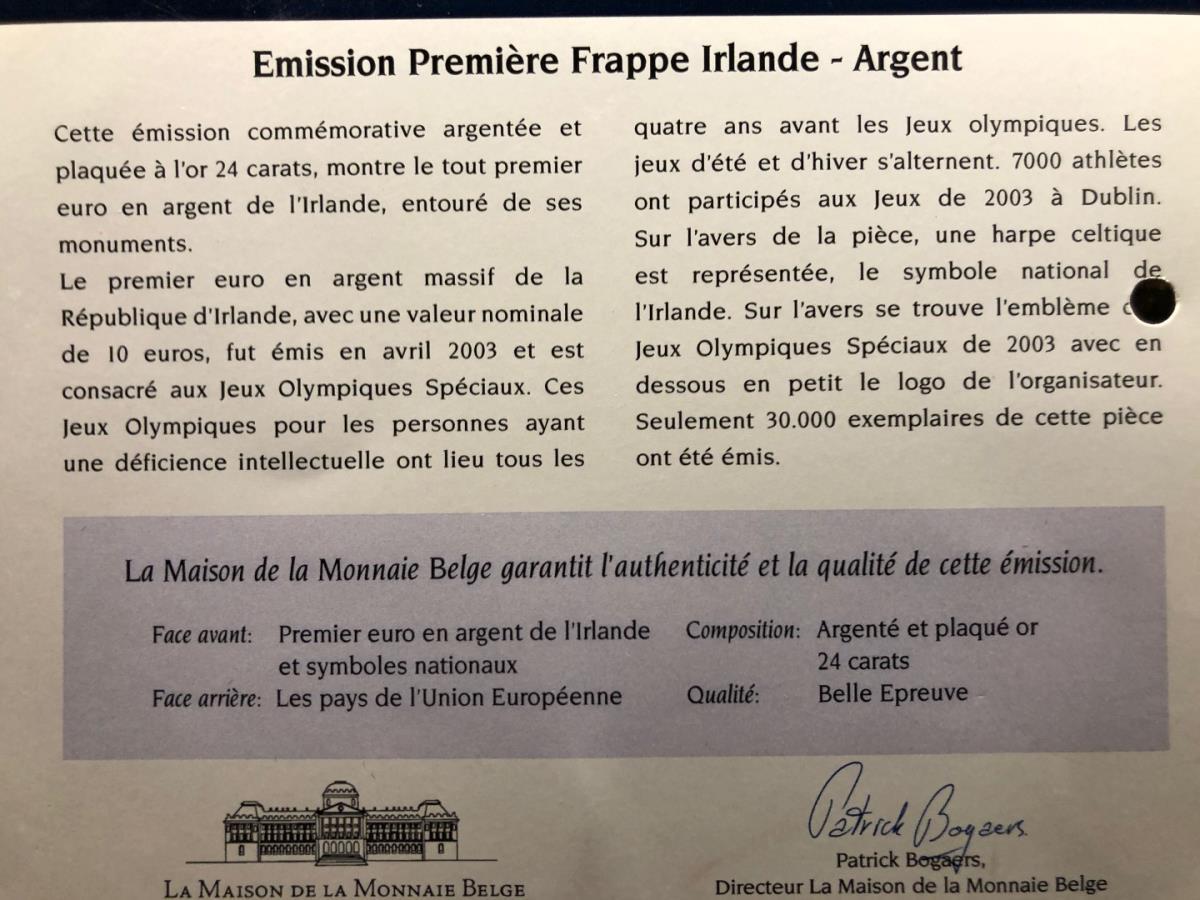 Emission Première Frappe Irlande - Argent
Cette émission commémorative argentée et
plaquée à l'or 24 carats, montre le tout premier
euro en argent de l'Irlande, entouré de ses
monuments.
Le premier euro en argent massif de la
République d'Irlande, avec une valeur nominale
de 10 euros, fut émis en avril 2003 et est
consacré aux Jeux Olympiques Spéciaux. Ces
Jeux Olympiques pour les personnes ayant
une déficience intellectuelle ont lieu tous les
quatre ans avant les Jeux olympiques. Les
jeux d'été et d'hiver s'alternent. 7000 athlètes
ont participés aux Jeux de 2003 à Dublin.
Sur l'avers de la pièce, une harpe celtique
est représentée, le symbole national de
l'Irlande. Sur l'avers se trouve l'emblème
Jeux Olympiques Spéciaux de 2003 avec en
dessous en petit le logo de l'organisateur.
Seulement 30.000 exemplaires de cette pièce
ont été émis.
La Maison de la Monnaie Belge garantit l'authenticité et la qualité de cette émission.
Face avant: Premier euro en argent de l'Irlande
et symboles nationaux
Face arrière: Les pays de l'Union Européenne
Composition: Argenté et plaqué or
24 carats
Qualité: Belle Epreuve
La Maison de la Monnaie Belge
Patrick Bogaers
Patrick Bogaers,
Directeur La Maison de la Monnaie Belge